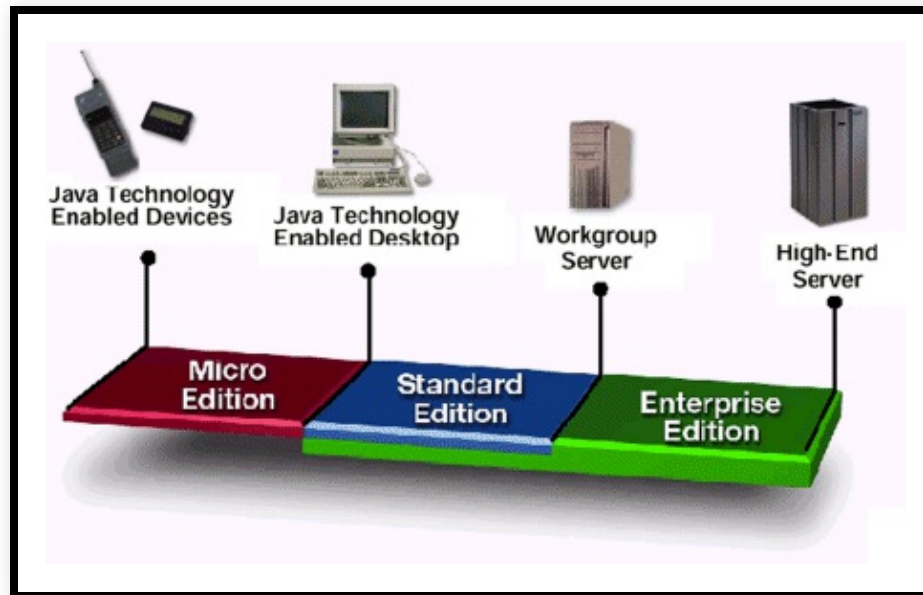 Java Technology
Enabled Devices
Java Technology
Enabled Desktop
Workgroup
Server
High-End
Server
Micro
Edition
Standard
Edition
Enterprise
Edition